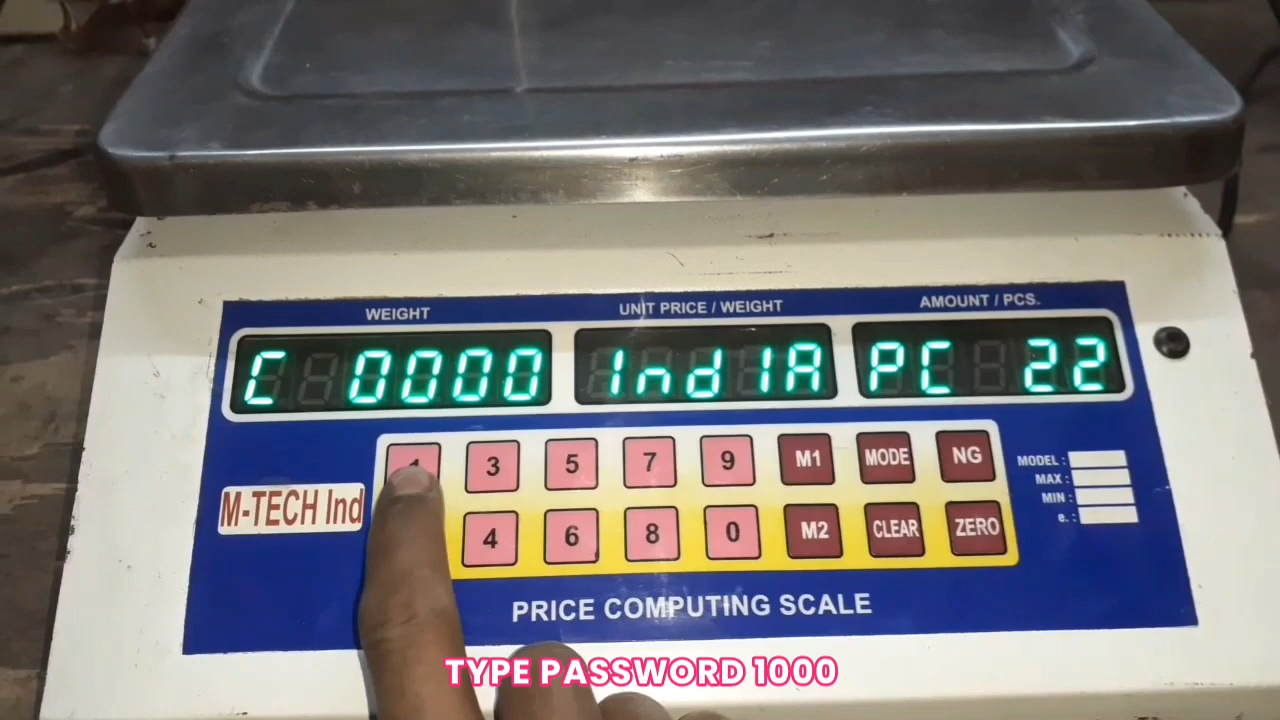 WEIGHT UNIT PRICE / WEIGHT AMOUNT / PCS.
C 0000 IndIA PC 22
1 3 5 7 9 M1 MODE NG
4 6 8 0 M2 CLEAR ZERO
M-TECH Ind
MODEL :
MAX :
MIN :
e. :
PRICE COMPUTING SCALE
TYPE PASSWORD 1000